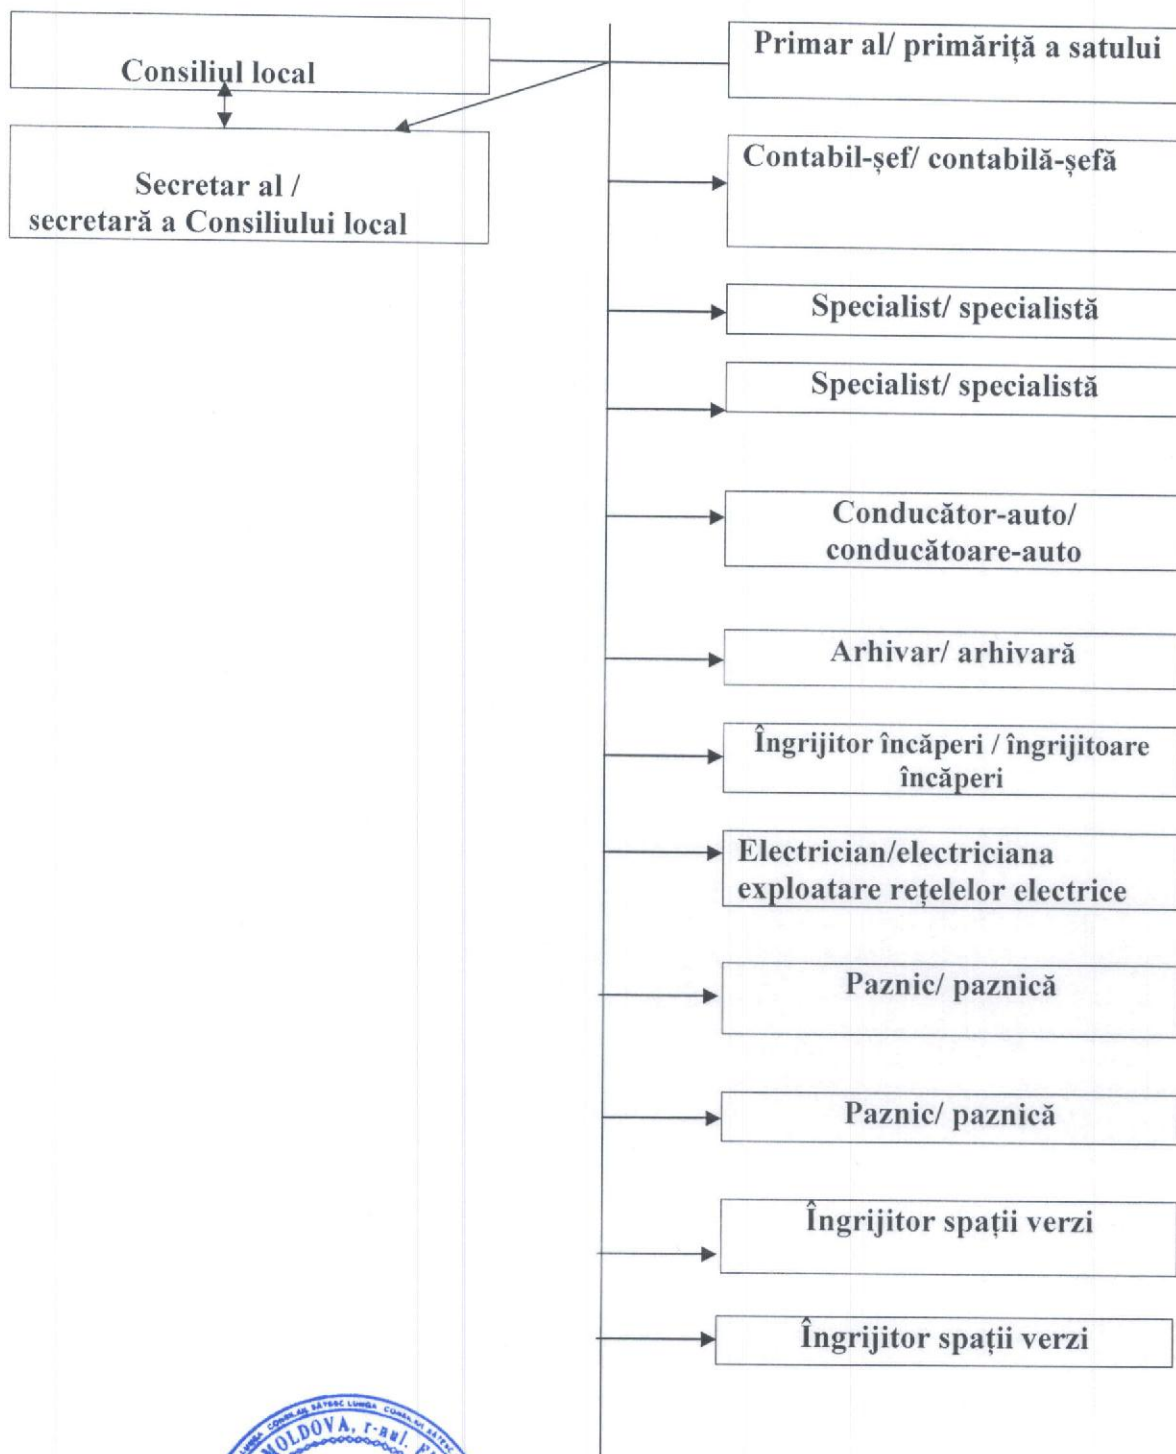 Consiliul local
Secretar al /
secretară a Consiliului local
Primar al/ primăriță a satului
Contabil-șef/ contabilă-șefă
Specialist/ specialistă
Specialist/ specialistă
Conducător-auto/
conducătoare-auto
Arhivar/ arhivară
Îngrijitor încăperi / îngrijitoare
încăperi
Electrician/electriciana
exploatare rețelelor electrice
Paznic/ paznică
Paznic/ paznică
Îngrijitor spații verzi
Îngrijitor spații verzi
MOLDOVA, r-nul.